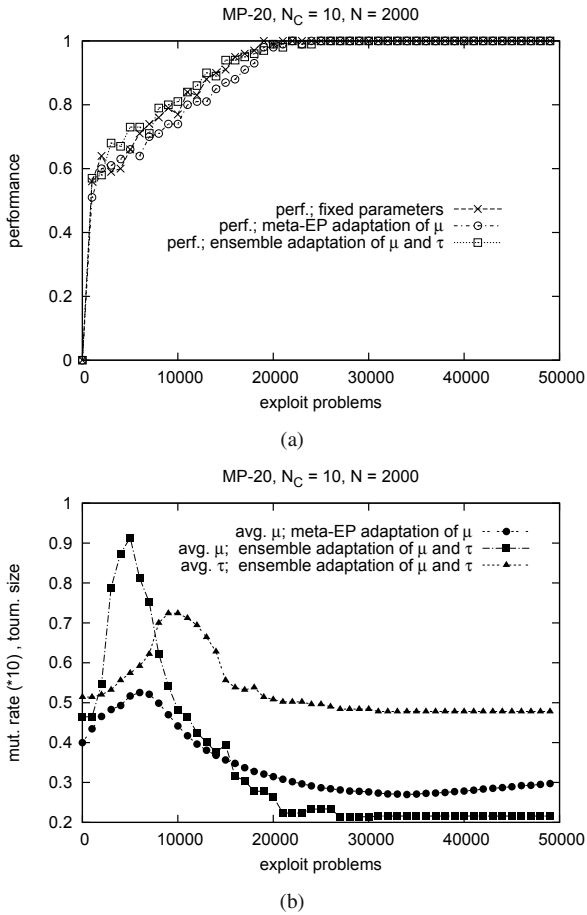 MP-20, N_C = 10, N = 2000
1
0.8
0.6
0.4
0.2
0
performance
perf.; fixed parameters
perf.; meta-EP adaptation of μ
perf.; ensemble adaptation of μ and τ
0 10000 20000 30000 40000 50000
exploit problems
(a)
MP-20, N_C = 10, N = 2000
1
0.9
0.8
0.7
0.6
0.5
0.4
0.3
0.2
mut. rate (*10) , tourn. size
avg. μ; meta-EP adaptation of μ
avg. μ; ensemble adaptation of μ and τ
avg. τ; ensemble adaptation of μ and τ
0 10000 20000 30000 40000 50000
exploit problems
(b)